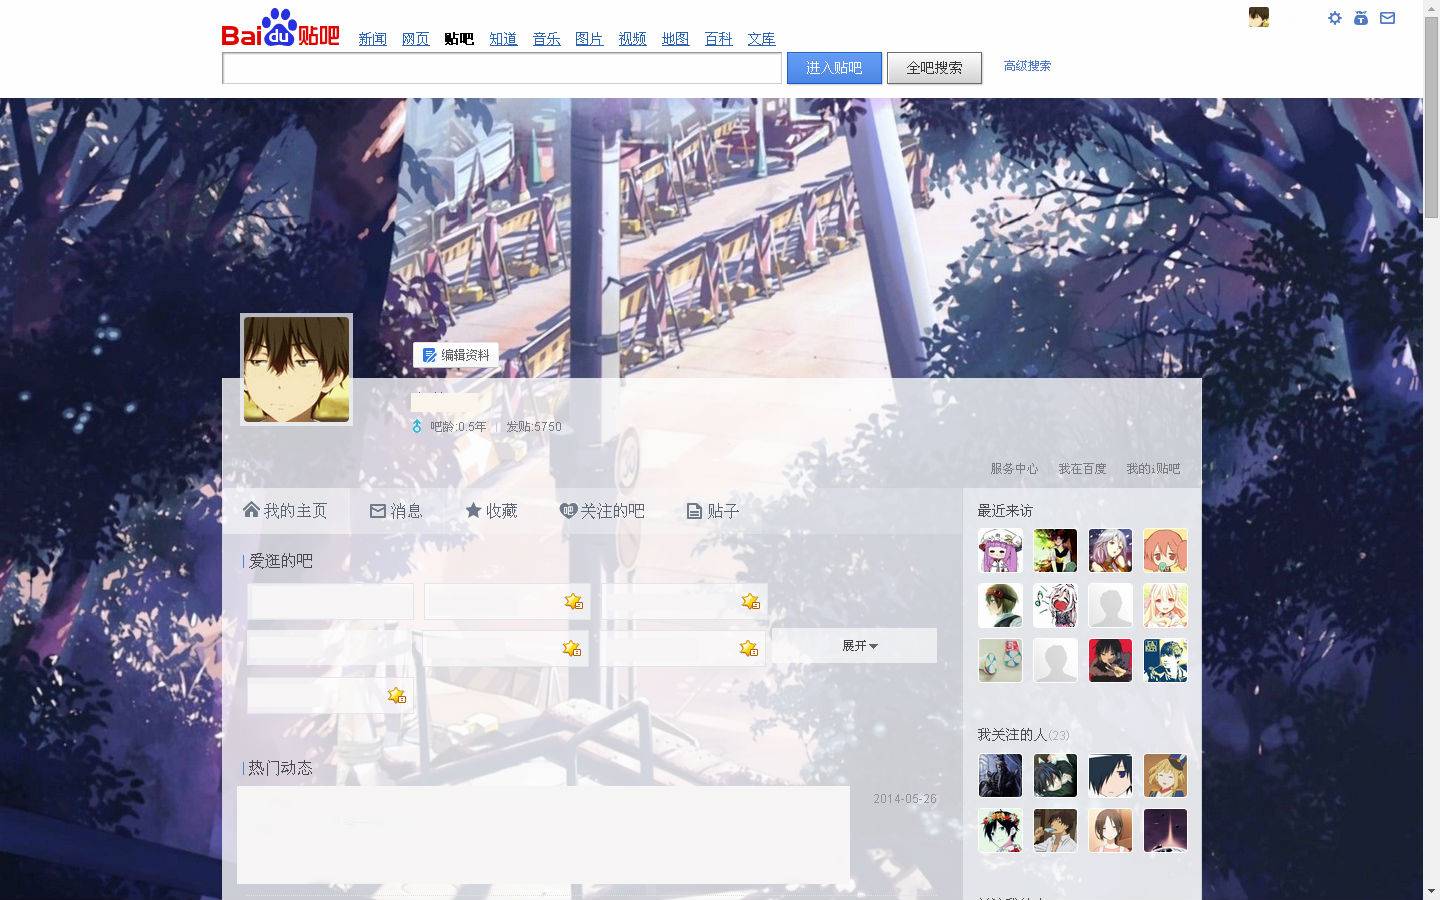 Bai du 贴吧
新闻 网页 贴吧 知道 音乐 图片 视频 地图 百科 文库
进入贴吧 全吧搜索 高级搜索
编辑资料
吧龄:0.5年 发贴:5750
服务中心 我在百度 我的i贴吧
我的主页 消息 收藏 关注的吧 贴子
最近来访
爱逛的吧
展开
我关注的人(23)
热门动态
2014-05-26